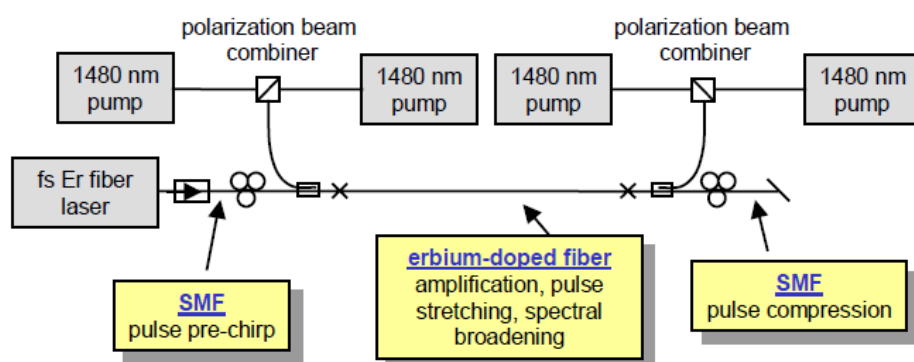 polarization beam
combiner
polarization beam
combiner
1480 nm
pump
1480 nm
pump
1480 nm
pump
1480 nm
pump
fs Er fiber
laser
SMF
pulse pre-chirp
erbium-doped fiber
amplification, pulse
stretching, spectral
broadening
SMF
pulse compression